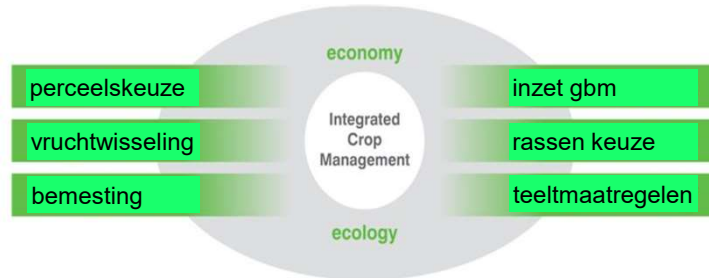 economy
perceelskeuze
inzet gbm
vruchtwisseling
Integrated
Crop
Management
rassen keuze
bemesting
teeltmaatregelen
ecology